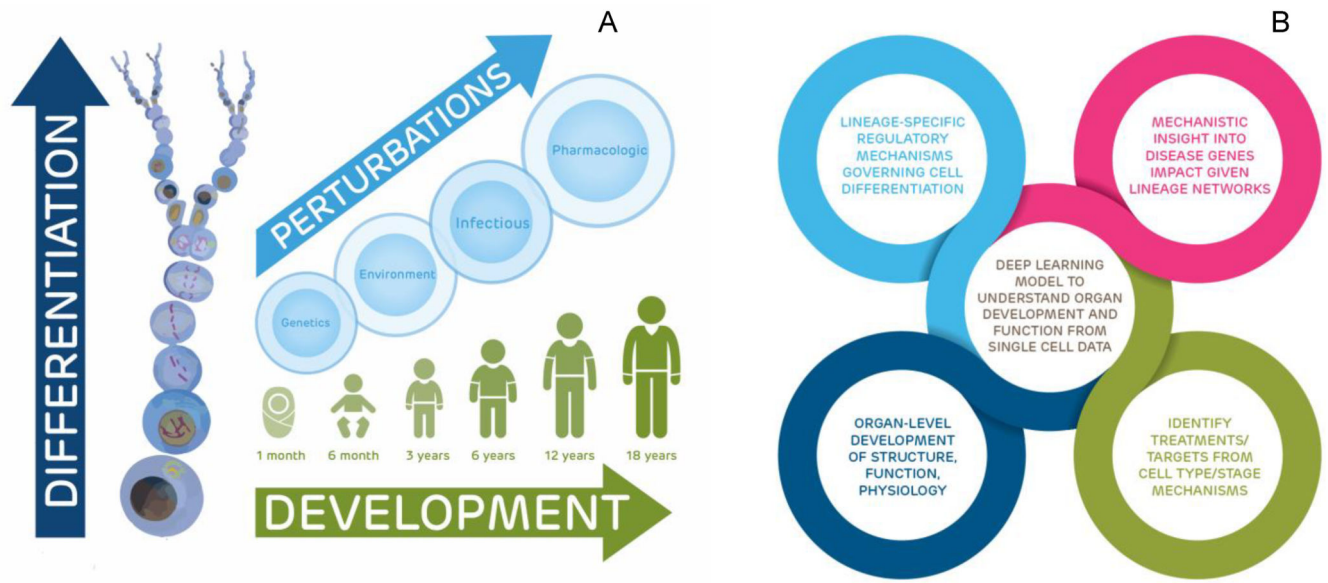 A
DIFFERENTIATION
PERTURBATIONS
Pharmacologic
Infectious
Environment
Genetics
1 month
6 month
3 years
6 years
12 years
18 years
DEVELOPMENT
B
LINEAGE-SPECIFIC
REGULATORY
MECHANISMS
GOVERNING CELL
DIFFERENTIATION
MECHANISTIC
INSIGHT INTO
DISEASE GENES
IMPACT GIVEN
LINEAGE NETWORKS
DEEP LEARNING
MODEL TO
UNDERSTAND ORGAN
DEVELOPMENT AND
FUNCTION FROM
SINGLE CELL DATA
ORGAN-LEVEL
DEVELOPMENT
OF STRUCTURE,
FUNCTION,
PHYSIOLOGY
IDENTIFY
TREATMENTS/
TARGETS FROM
CELL TYPE/STAGE
MECHANISMS